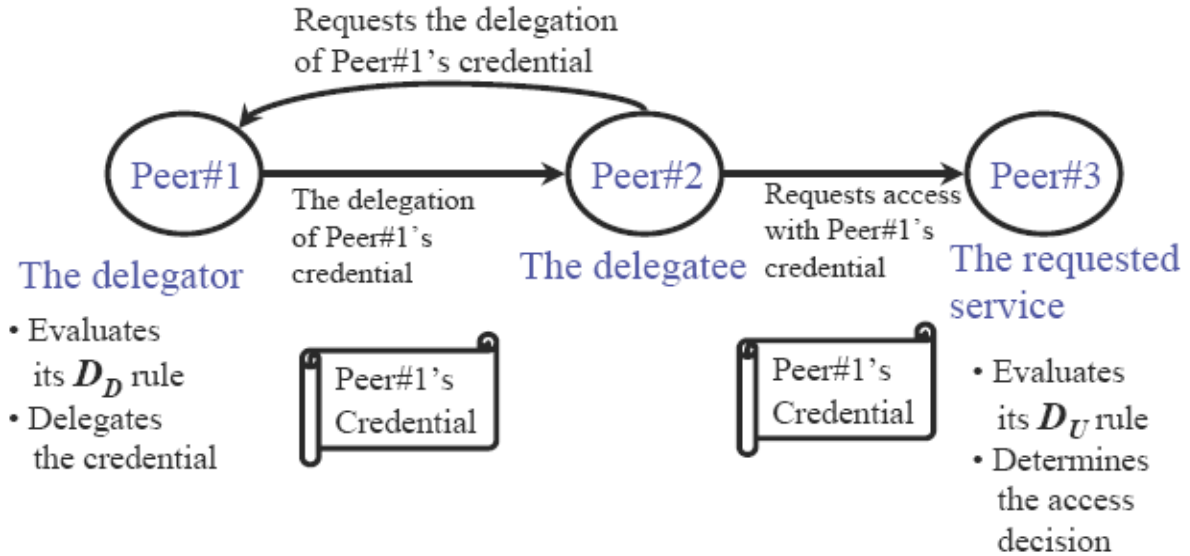 Requests the delegation
of Peer#1’s credential
Peer#1
Peer#2
Peer#3
The delegation
of Peer#1’s
credential
Requests access
with Peer#1’s
credential
The delegator
The delegatee
The requested
service
• Evaluates
its D_D rule
• Delegates
the credential
Peer#1’s
Credential
Peer#1’s
Credential
• Evaluates
its D_U rule
• Determines
the access
decision